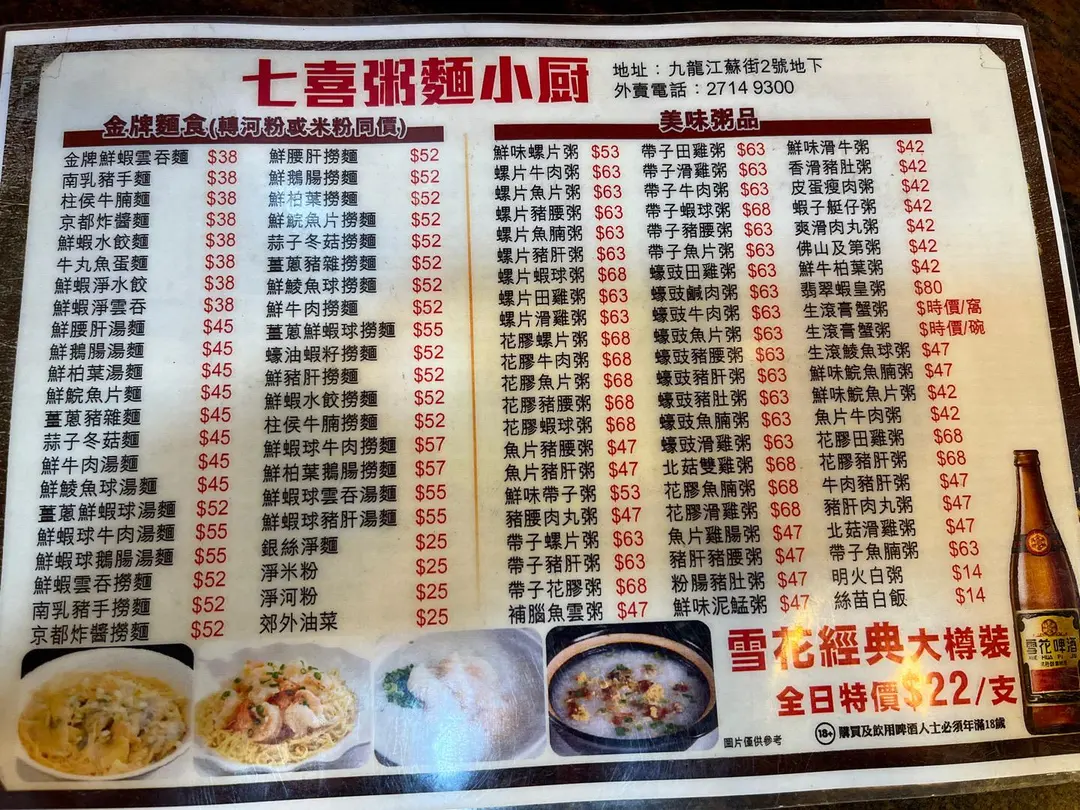 七喜粥麵小厨
地址：九龍江蘇街2號地下
外賣電話：2714 9300
金牌麵食(轉河粉或米粉同價)
金牌鮮蝦雲吞麵 $38
南乳豬手麵 $38
柱侯牛腩麵 $38
京都炸醬麵 $38
鮮蝦水餃麵 $38
牛丸魚蛋麵 $38
鮮蝦淨水餃 $38
鮮蝦淨雲吞 $38
鮮腰肝湯麵 $45
鮮鵝腸湯麵 $45
鮮柏葉湯麵 $45
鮮鯇魚片麵 $45
薑蔥豬雜麵 $45
蒜子冬菇麵 $45
鮮牛肉湯麵 $45
鮮鯪魚球湯麵 $45
薑蔥鮮蝦球湯麵 $52
鮮蝦球牛肉湯麵 $55
鮮蝦球鵝腸湯麵 $55
鮮蝦雲吞撈麵 $52
南乳豬手撈麵 $52
京都炸醬撈麵 $52
鮮腰肝撈麵 $52
鮮鵝腸撈麵 $52
鮮柏葉撈麵 $52
鮮鯇魚片撈麵 $52
蒜子冬菇撈麵 $52
薑蔥豬雜撈麵 $52
鮮鯪魚球撈麵 $52
鮮牛肉撈麵 $52
薑蔥鮮蝦球撈麵 $55
蠔油蝦籽撈麵 $52
鮮豬肝撈麵 $52
鮮蝦水餃撈麵 $52
柱侯牛腩撈麵 $52
鮮蝦球牛肉撈麵 $57
鮮柏葉鵝腸撈麵 $57
鮮蝦球雲吞湯麵 $55
鮮蝦球豬肝湯麵 $55
銀絲淨麵 $25
淨米粉 $25
淨河粉 $25
郊外油菜 $25
美味粥品
鮮味螺片粥 $53
螺片牛肉粥 $63
螺片魚片粥 $63
螺片豬腰粥 $63
螺片魚腩粥 $63
螺片豬肝粥 $63
螺片蝦球粥 $68
螺片田雞粥 $63
螺片滑雞粥 $63
花膠螺片粥 $68
花膠牛肉粥 $68
花膠魚片粥 $68
花膠豬腰粥 $68
花膠蝦球粥 $68
魚片豬腰粥 $47
魚片豬肝粥 $47
鮮味帶子粥 $53
豬腰肉丸粥 $47
帶子螺片粥 $63
帶子豬肝粥 $63
帶子花膠粥 $68
補腦魚雲粥 $47
帶子田雞粥 $63
帶子滑雞粥 $63
帶子牛肉粥 $63
帶子蝦球粥 $68
帶子豬腰粥 $63
帶子魚片粥 $63
蠔豉田雞粥 $63
蠔豉鹹肉粥 $63
蠔豉牛肉粥 $63
蠔豉魚片粥 $63
蠔豉豬腰粥 $63
蠔豉豬肝粥 $63
蠔豉豬肚粥 $63
蠔豉魚腩粥 $63
蠔豉滑雞粥 $63
北菇雙雞粥 $68
花膠魚腩粥 $68
花膠滑雞粥 $68
魚片雞腸粥 $47
豬肝豬腰粥 $47
粉腸豬肚粥 $47
鮮味泥鯭粥 $47
鮮味滑牛粥 $42
香滑豬肚粥 $42
皮蛋瘦肉粥 $42
蝦子艇仔粥 $42
爽滑肉丸粥 $42
佛山及第粥 $42
鮮牛柏葉粥 $42
翡翠蝦皇粥 $80
生滾膏蟹粥 $時價/窩
生滾膏蟹粥 $時價/碗
生滾鯪魚球粥 $47
鮮味鯇魚腩粥 $47
鮮味鯇魚片粥 $42
魚片牛肉粥 $42
花膠田雞粥 $68
花膠豬肝粥 $68
牛肉豬肝粥 $47
豬肝肉丸粥 $47
北菇滑雞粥 $47
帶子魚腩粥 $63
明火白粥 $14
絲苗白飯 $14
雪花經典大樽裝
全日特價$22/支
18+ 購買及飲用啤酒人士必須年滿18歲
圖片僅供參考
雪花啤酒